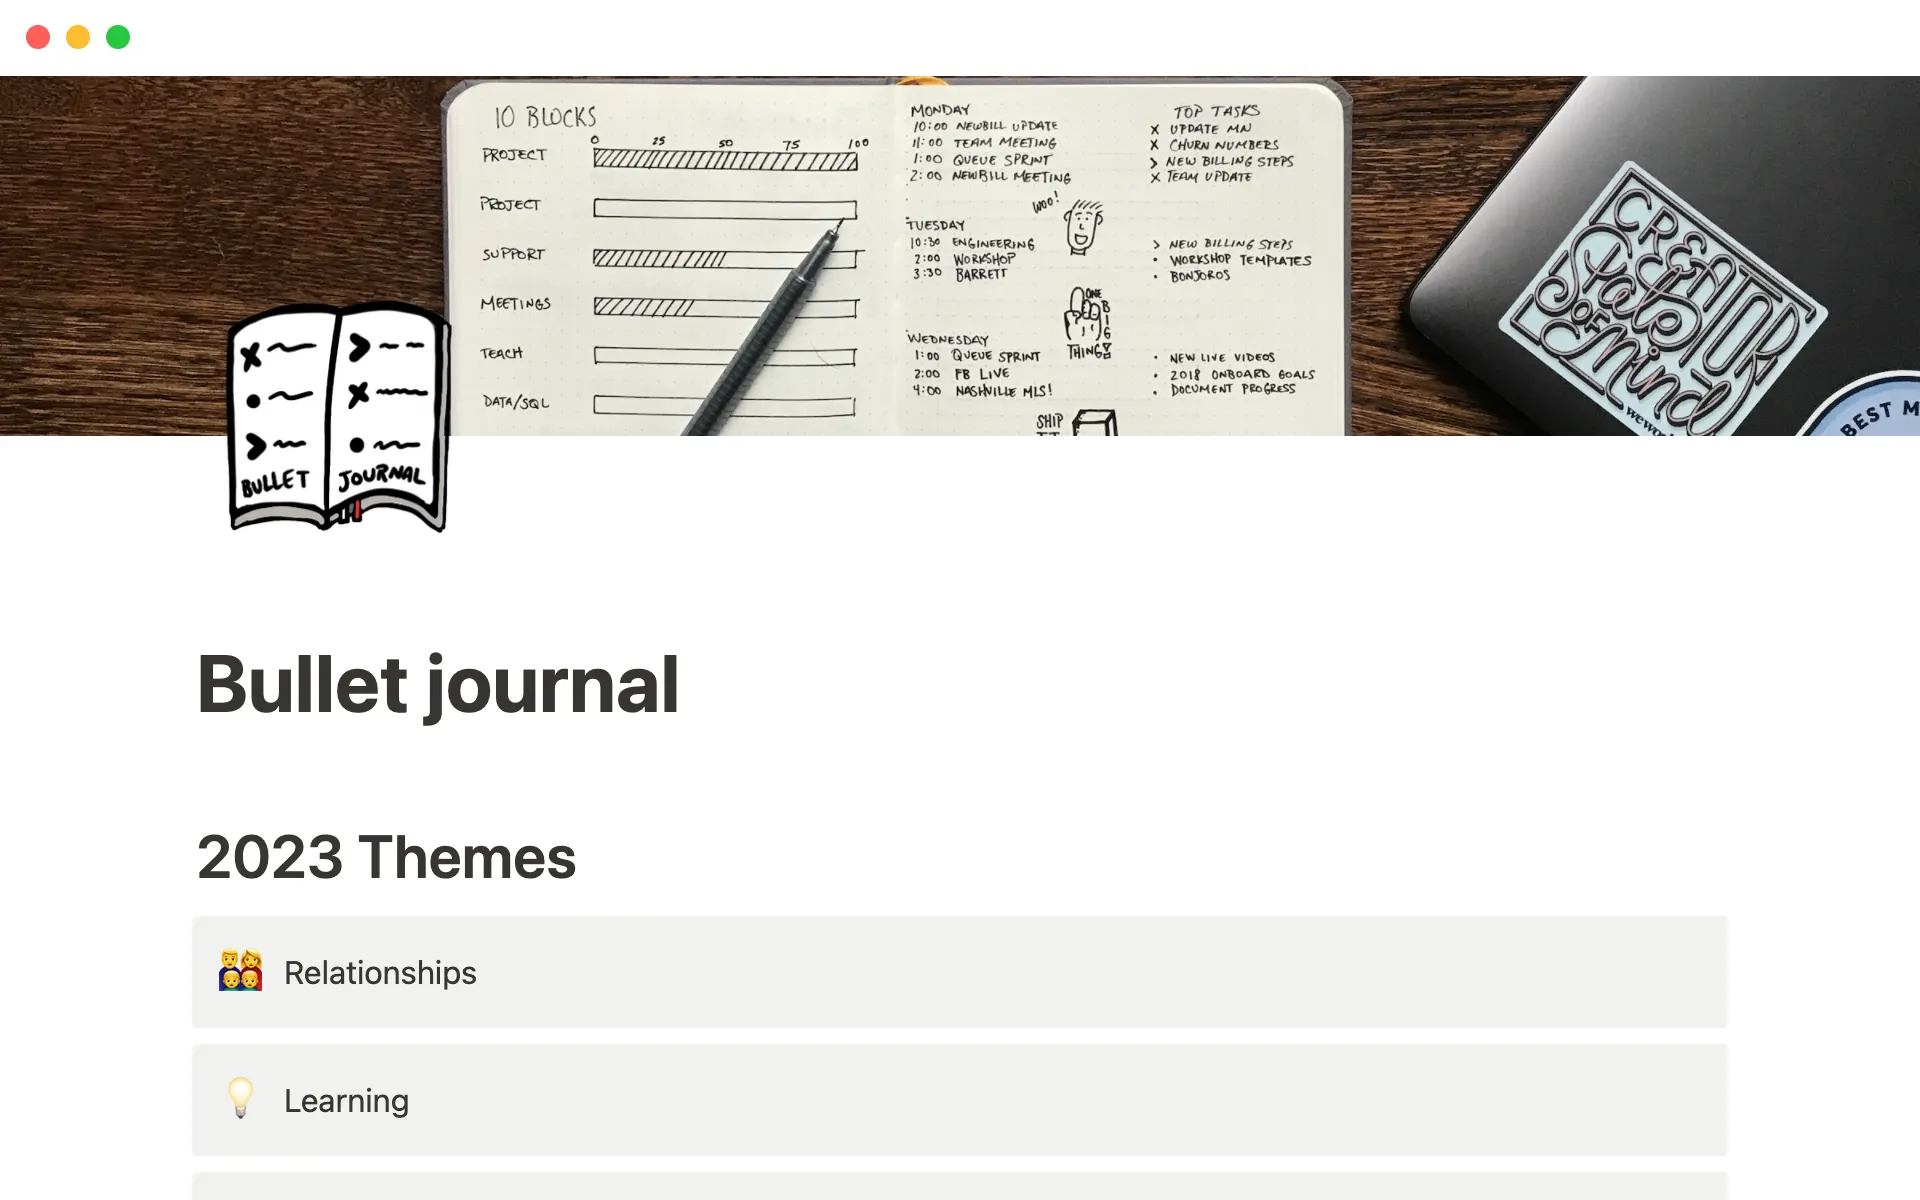 10 BLOCKS
0 25 50 75 100
PROJECT
PROJECT
SUPPORT
MEETINGS
TEACH
DATA/SQL
MONDAY
10:00 NEWBILL UPDATE
11:00 TEAM MEETING
1:00 QUEUE SPRINT
2:00 NEWBILL MEETING
TOP TASKS
X UPDATE MN
X CHURN NUMBERS
> NEW BILLING STEPS
X TEAM UPDATE
WOO!
TUESDAY
10:30 ENGINEERING
2:00 WORKSHOP
3:30 BARRETT
> NEW BILLING STEPS
• WORKSHOP TEMPLATES
• BONJOROS
ONE
BIG
THING!
WEDNESDAY
1:00 QUEUE SPRINT
2:00 FB LIVE
4:00 NASHVILLE MLS!
• NEW LIVE VIDEOS
• 2018 ONBOARD GOALS
• DOCUMENT PROGRESS
SHIP
CREATOR
State
OF
Mind
BEST M
BULLET JOURNAL
Bullet journal
2023 Themes
Relationships
Learning